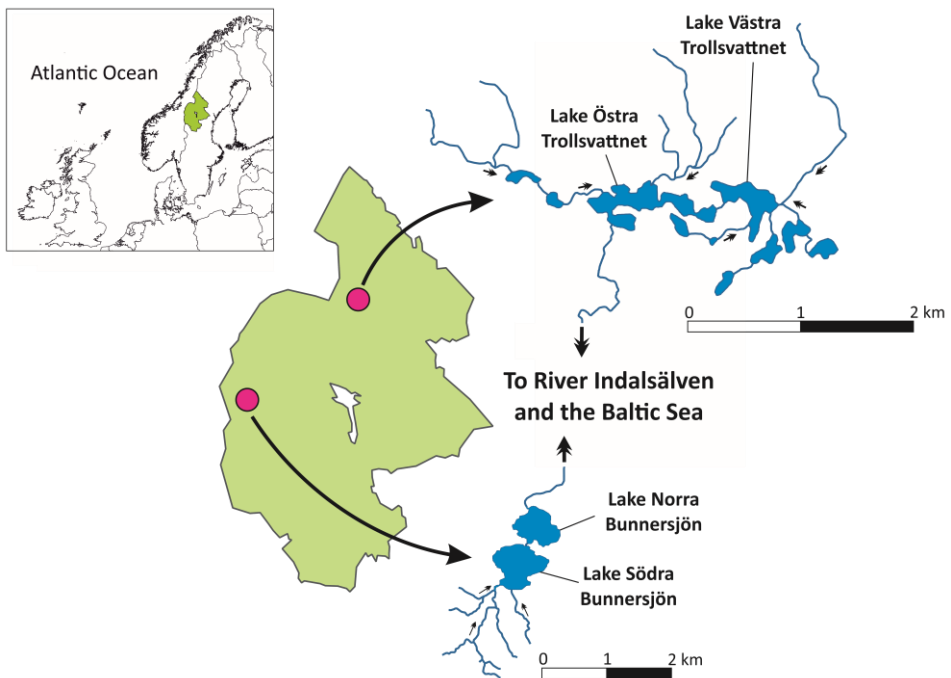 Atlantic Ocean
Lake Västra
Trollsvattnet
Lake Östra
Trollsvattnet
0 1 2 km
To River Indalsälven
and the Baltic Sea
Lake Norra
Bunnersjön
Lake Södra
Bunnersjön
0 1 2 km